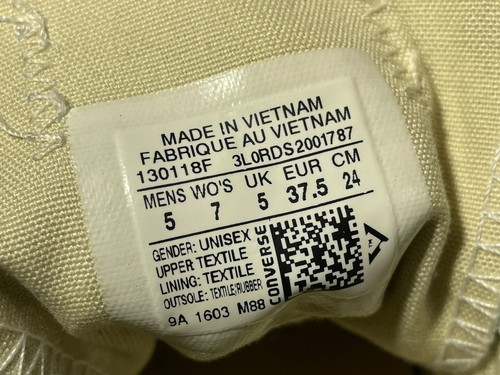 MADE IN VIETNAM
FABRIQUE AU VIETNAM
130118F 3L0RDS2001787
MENS WO'S UK EUR CM
5 7 5 37.5 24
GENDER: UNISEX
UPPER TEXTILE
LINING: TEXTILE
OUTSOLE: TEXTILE/RUBBER
9A 1603 M88
CONVERSE